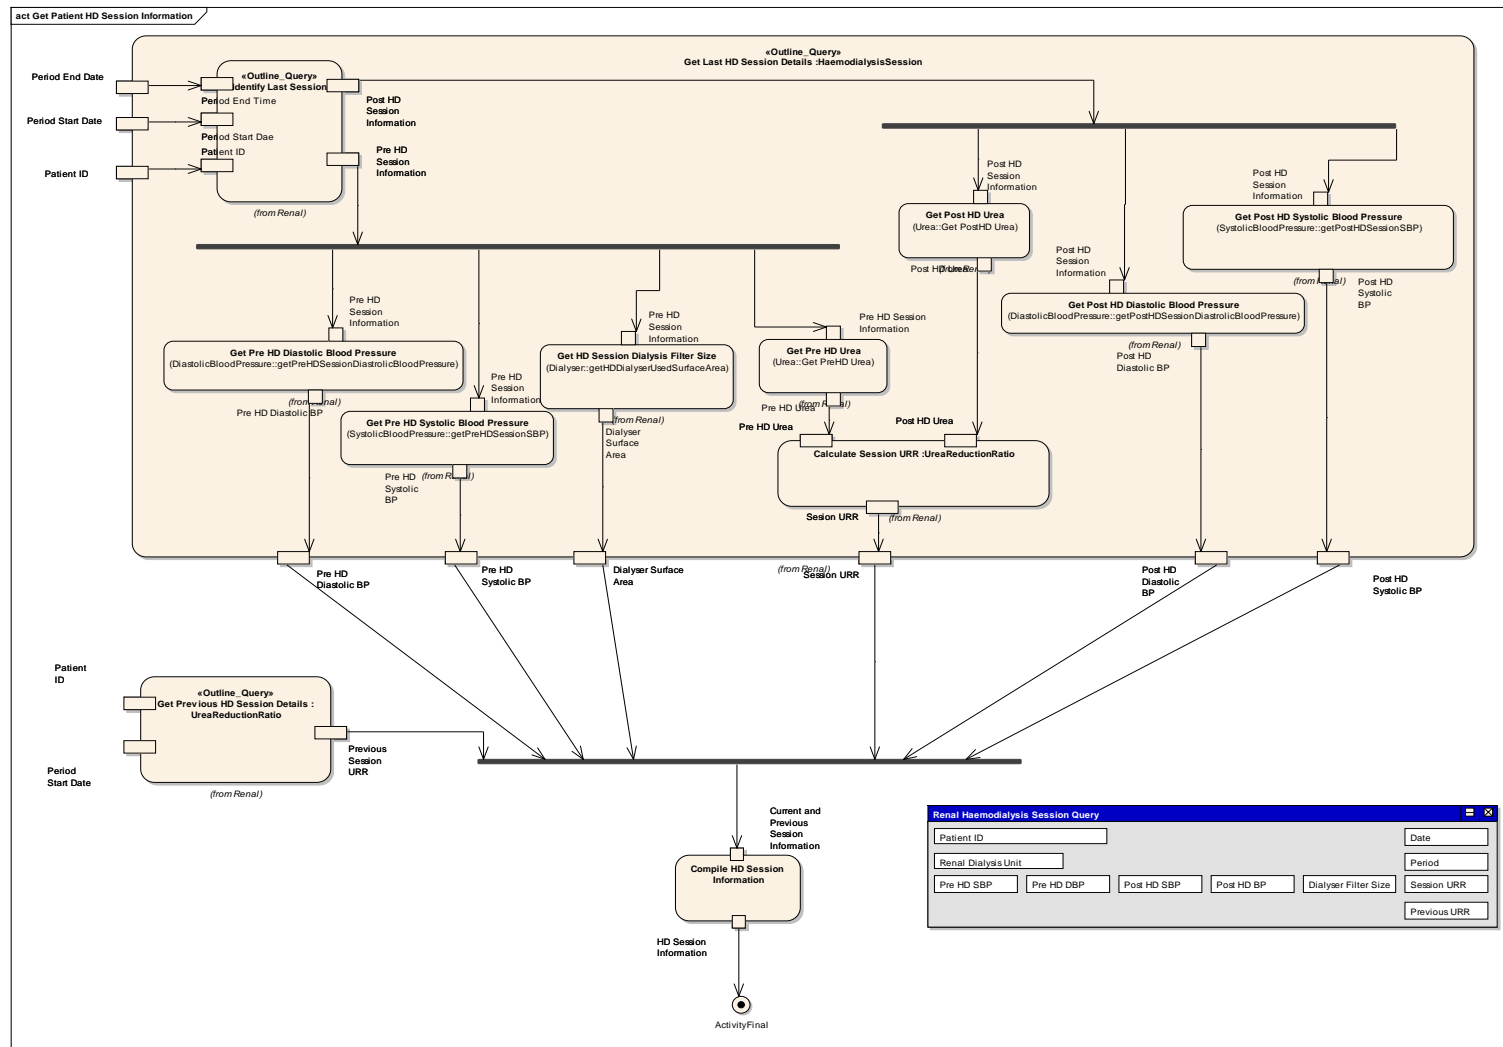 act Get Patient HD Session Information
«Outline_Query»
Get Last HD Session Details :HaemodialysisSession
Period End Date
Period Start Date
Patient ID
«Outline_Query»
Identify Last Session
Period End Time
Period Start Dae
Patient ID
(from Renal)
Post HD
Session
Information
Pre HD
Session
Information
Post HD
Session
Information
Get Post HD Urea
(Urea::Get PostHD Urea)
Post HD Urea
(from Renal)
Post HD
Session
Information
Get Post HD Systolic Blood Pressure
(SystolicBloodPressure::getPostHDSessionSBP)
(from Renal)
Post HD
Systolic
BP
Post HD
Session
Information
Get Post HD Diastolic Blood Pressure
(DiastolicBloodPressure::getPostHDSessionDiastrolicBloodPressure)
(from Renal)
Post HD
Diastolic BP
Pre HD
Session
Information
Get Pre HD Diastolic Blood Pressure
(DiastolicBloodPressure::getPreHDSessionDiastrolicBloodPressure)
(from Renal)
Pre HD Diastolic BP
Pre HD
Session
Information
Get Pre HD Systolic Blood Pressure
(SystolicBloodPressure::getPreHDSessionSBP)
(from Renal)
Pre HD
Systolic
BP
Pre HD
Session
Information
Get HD Session Dialysis Filter Size
(Dialyser::getHDDialyserUsedSurfaceArea)
(from Renal)
Dialyser
Surface
Area
Pre HD Session
Information
Get Pre HD Urea
(Urea::Get PreHD Urea)
(from Renal)
Pre HD Urea
Pre HD Urea
Post HD Urea
Calculate Session URR :UreaReductionRatio
Sesion URR
(from Renal)
Pre HD
Diastolic BP
Pre HD
Systolic BP
Dialyser Surface
Area
(from Renal)
Session URR
Post HD
Diastolic
BP
Post HD
Systolic BP
Patient
ID
«Outline_Query»
Get Previous HD Session Details :
UreaReductionRatio
Period
Start Date
(from Renal)
Previous
Session
URR
Current and
Previous
Session
Information
Compile HD Session
Information
HD Session
Information
ActivityFinal
Renal Haemodialysis Session Query
Patient ID
Date
Renal Dialysis Unit
Period
Pre HD SBP
Pre HD DBP
Post HD SBP
Post HD BP
Dialyser Filter Size
Session URR
Previous URR